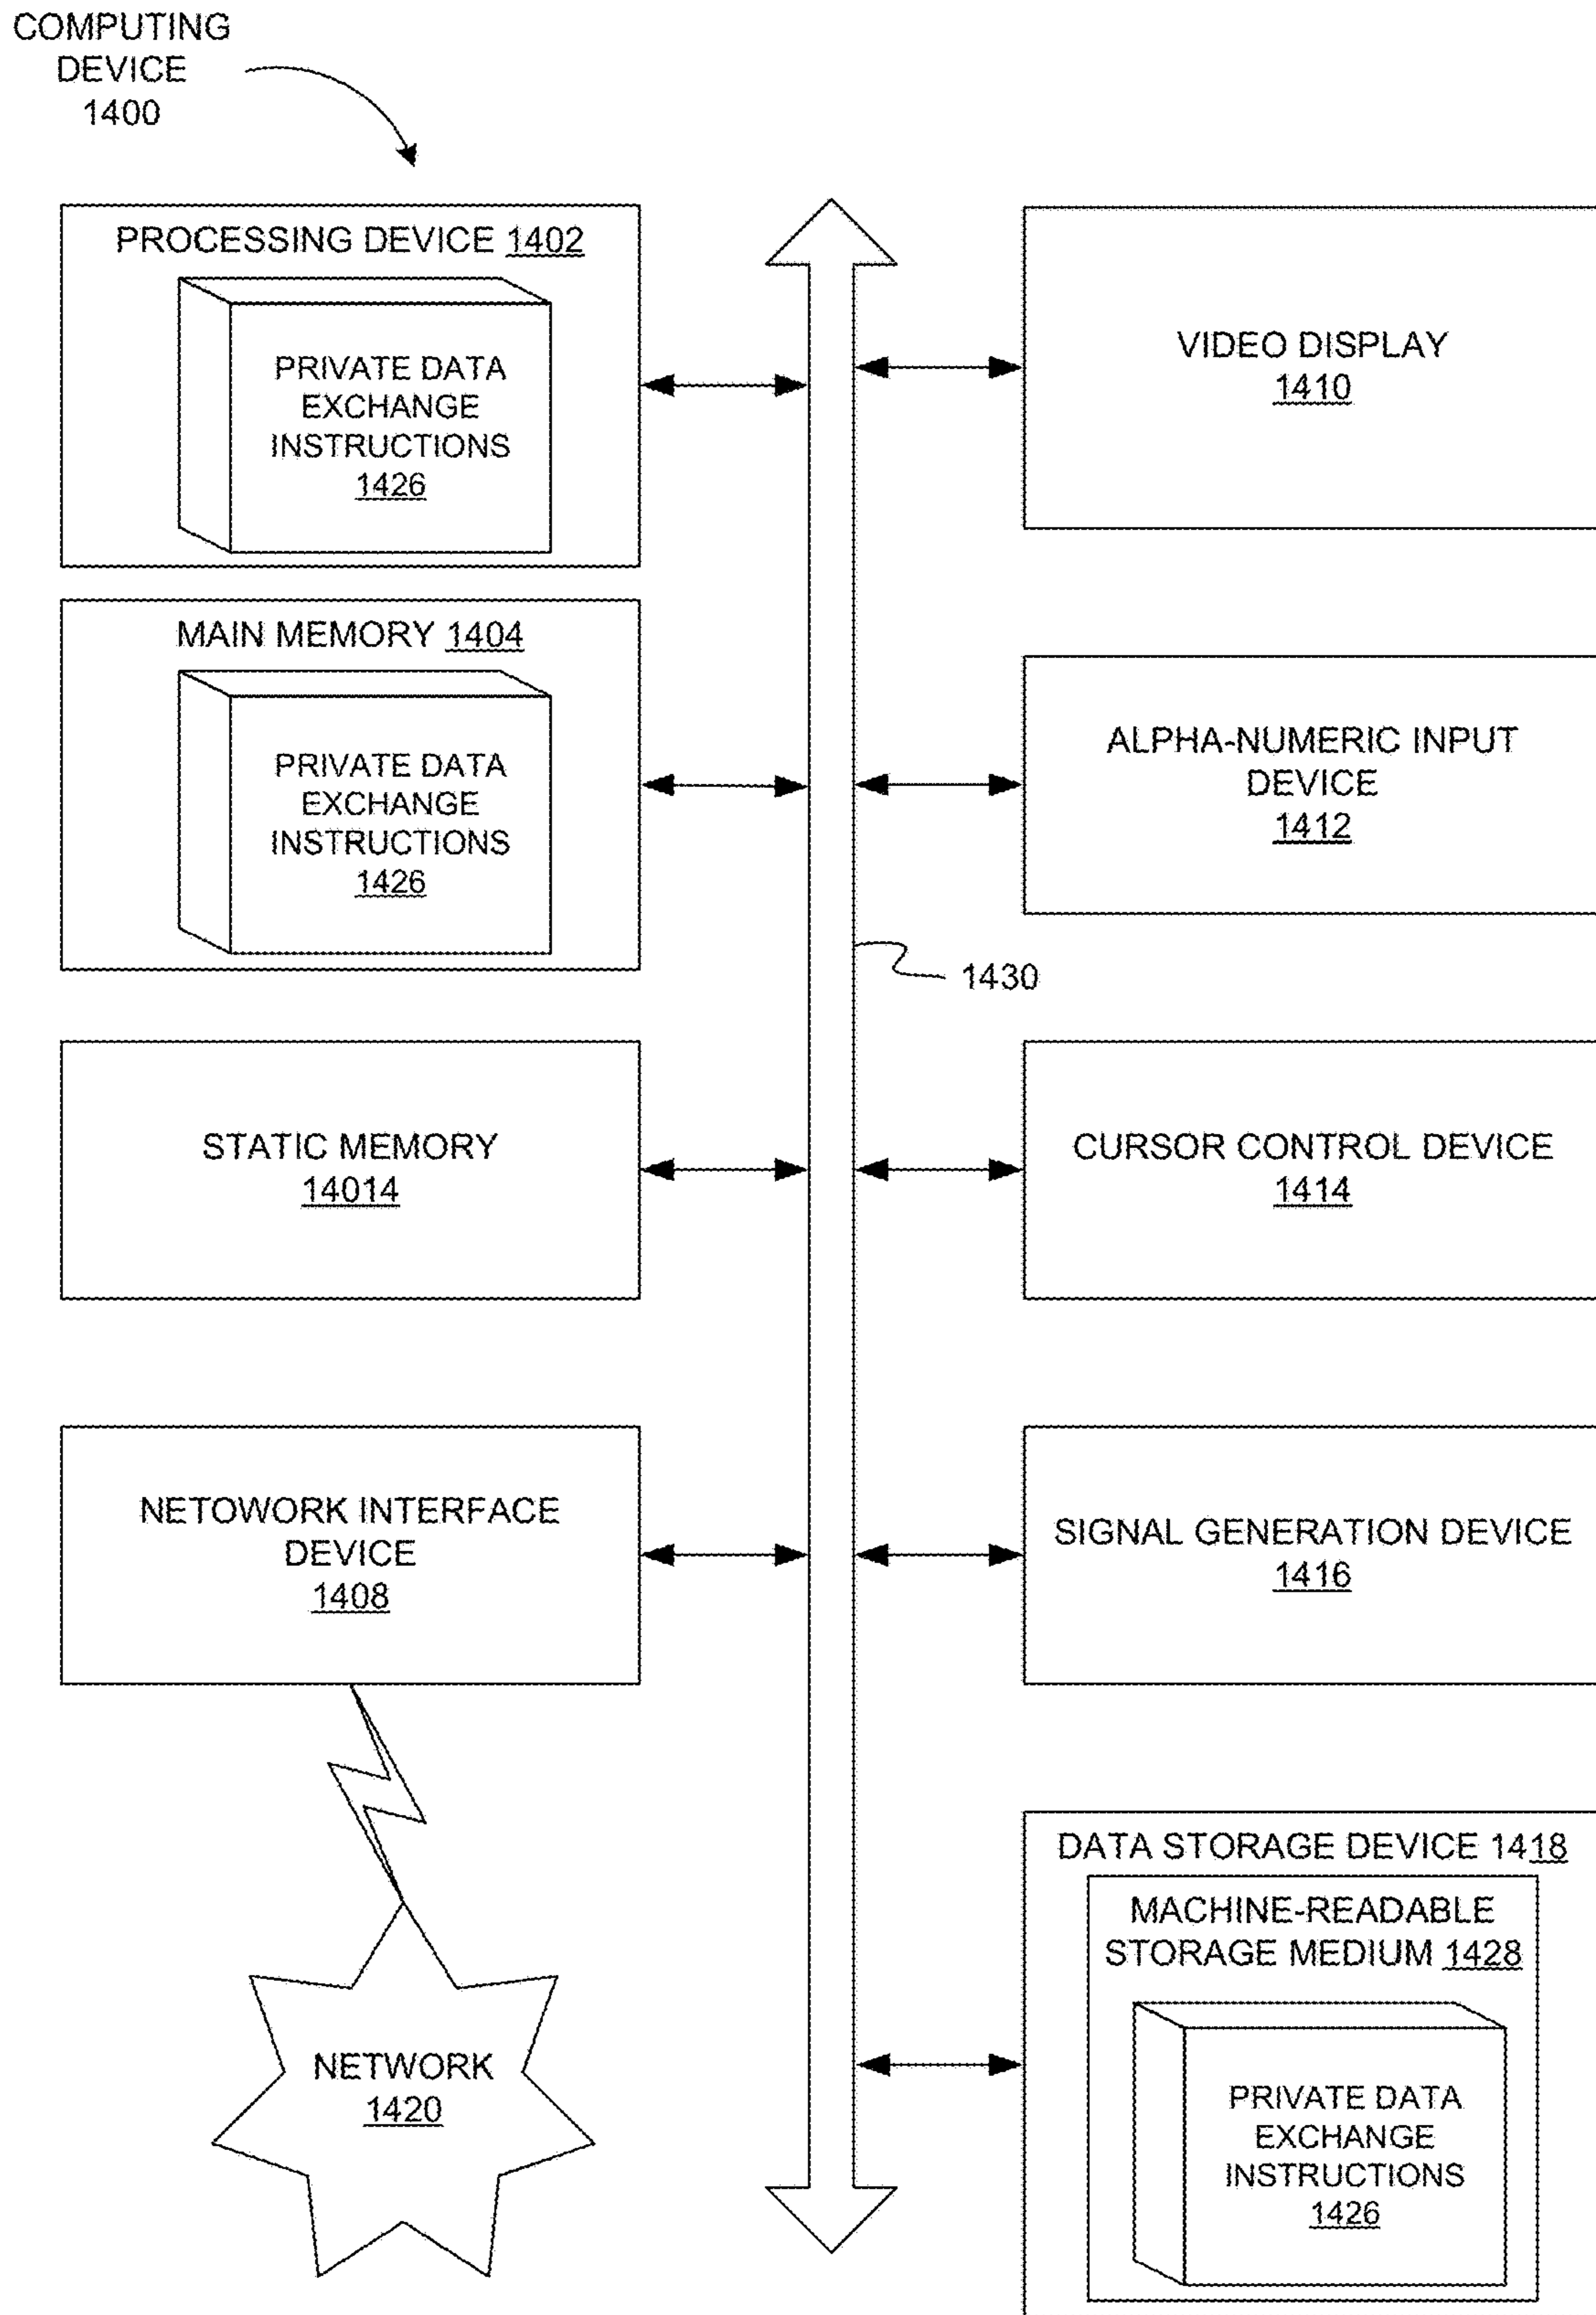 COMPUTING
DEVICE
1400
PROCESSING DEVICE 1402
PRIVATE DATA
EXCHANGE
INSTRUCTIONS
1426
MAIN MEMORY 1404
PRIVATE DATA
EXCHANGE
INSTRUCTIONS
1426
STATIC MEMORY
14014
NETOWORK INTERFACE
DEVICE
1408
NETWORK
1420
1430
VIDEO DISPLAY
1410
ALPHA-NUMERIC INPUT
DEVICE
1412
CURSOR CONTROL DEVICE
1414
SIGNAL GENERATION DEVICE
1416
DATA STORAGE DEVICE 1418
MACHINE-READABLE
STORAGE MEDIUM 1428
PRIVATE DATA
EXCHANGE
INSTRUCTIONS
1426